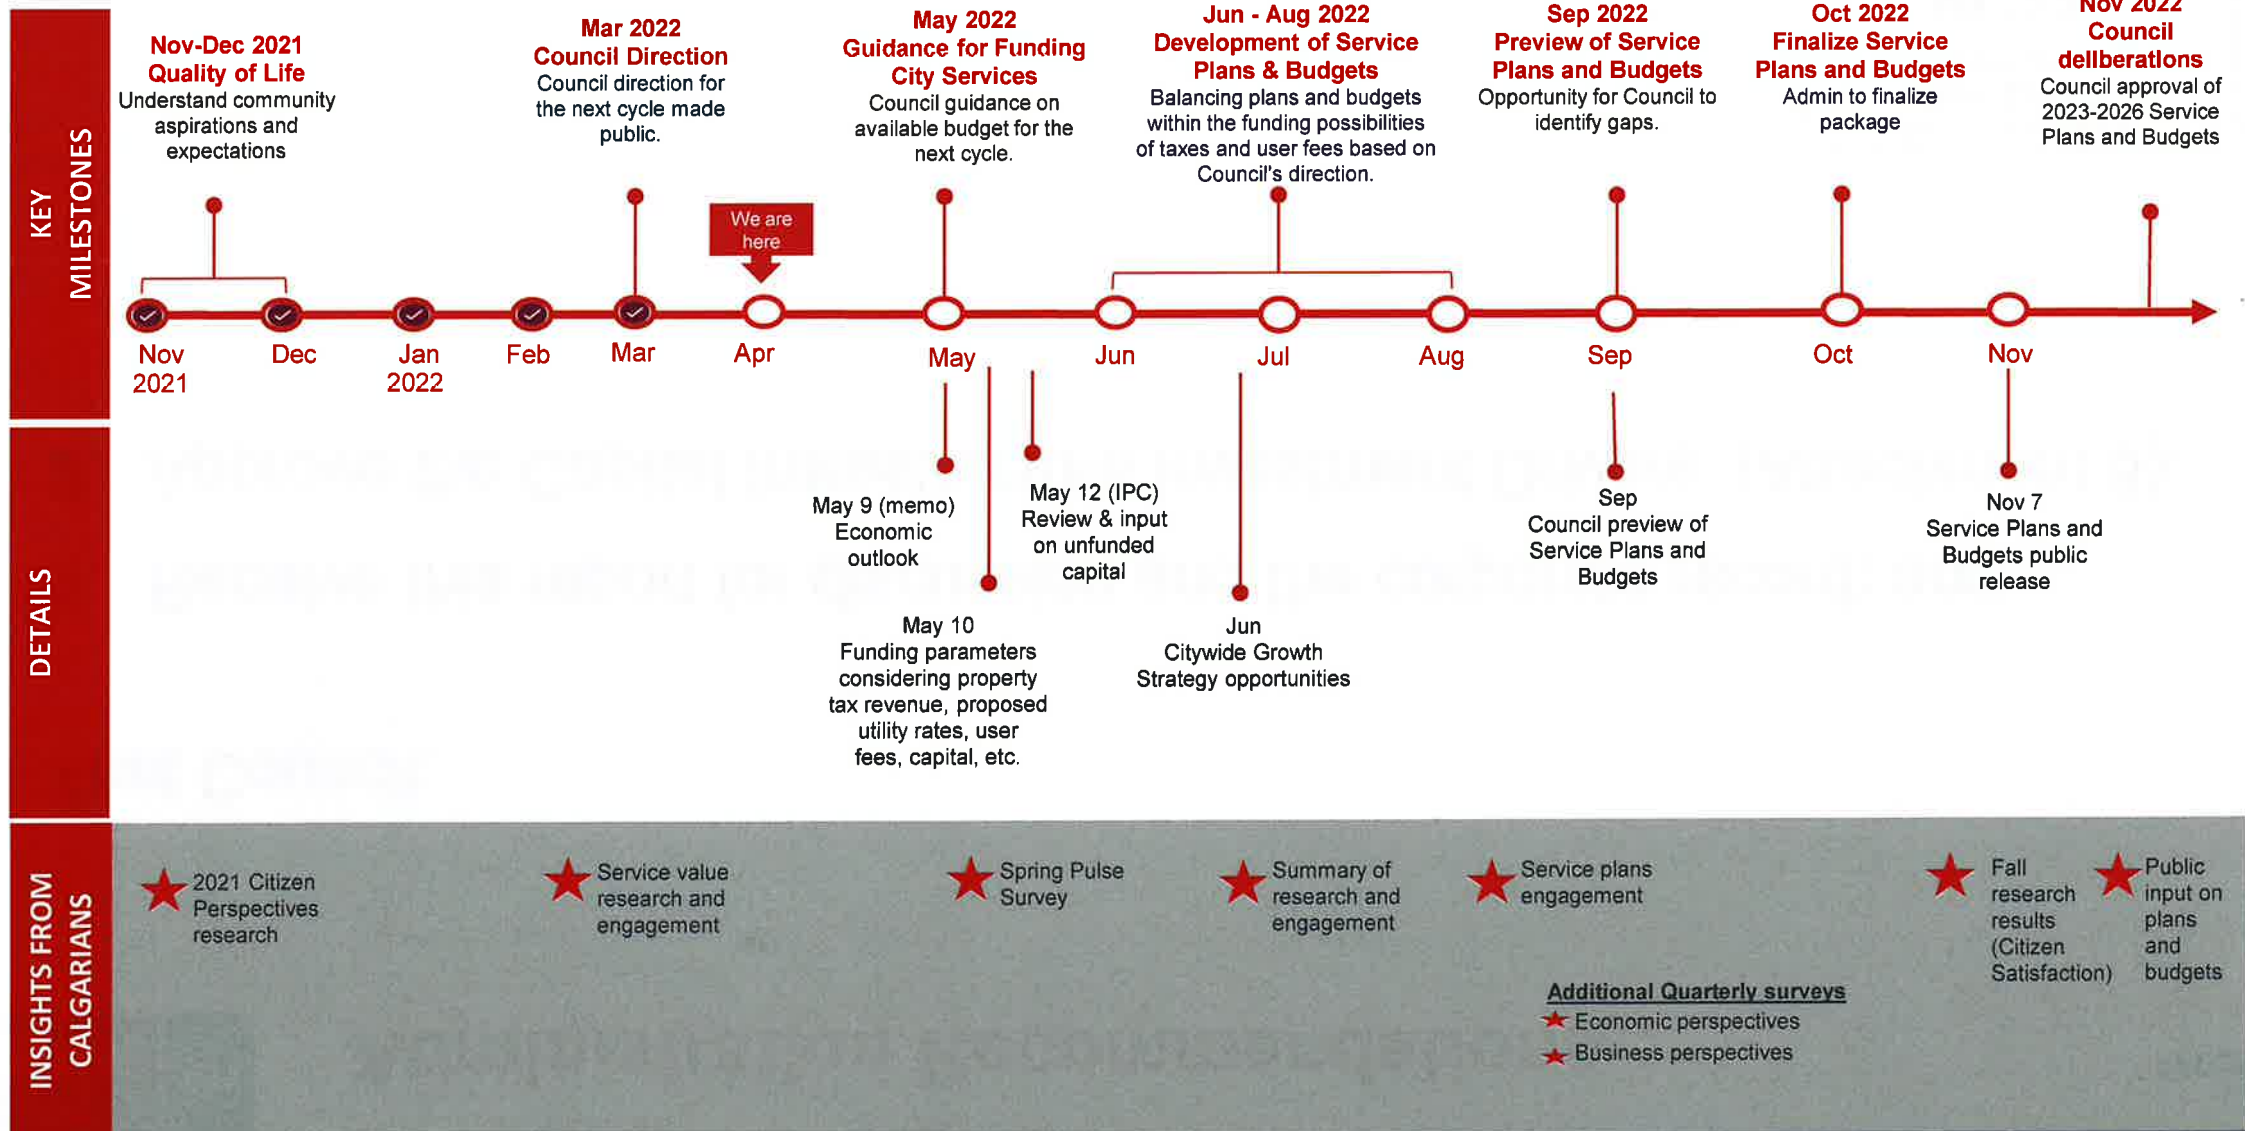 KEY
MILESTONES
Nov-Dec 2021
Quality of Life
Understand community
aspirations and
expectations
Mar 2022
Council Direction
Council direction for
the next cycle made
public.
We are
here
May 2022
Guidance for Funding
City Services
Council guidance on
available budget for the
next cycle.
Jun - Aug 2022
Development of Service
Plans & Budgets
Balancing plans and budgets
within the funding possibilities
of taxes and user fees based on
Council's direction.
Sep 2022
Preview of Service
Plans and Budgets
Opportunity for Council to
identify gaps.
Oct 2022
Finalize Service
Plans and Budgets
Admin to finalize
package
Nov 2022
Council
deliberations
Council approval of
2023-2026 Service
Plans and Budgets
Nov
2021
Dec
Jan
2022
Feb
Mar
Apr
May
Jun
Jul
Aug
Sep
Oct
Nov
DETAILS
May 9 (memo)
Economic
outlook
May 10
Funding parameters
considering property
tax revenue, proposed
utility rates, user
fees, capital, etc.
May 12 (IPC)
Review & input
on unfunded
capital
Jun
Citywide Growth
Strategy opportunities
Sep
Council preview of
Service Plans and
Budgets
Nov 7
Service Plans and
Budgets public
release
INSIGHTS FROM
CALGARIANS
2021 Citizen
Perspectives
research
Service value
research and
engagement
Spring Pulse
Survey
Summary of
research and
engagement
Service plans
engagement
Additional Quarterly surveys
Economic perspectives
Business perspectives
Fall
research
results
(Citizen
Satisfaction)
Public
input on
plans
and
budgets